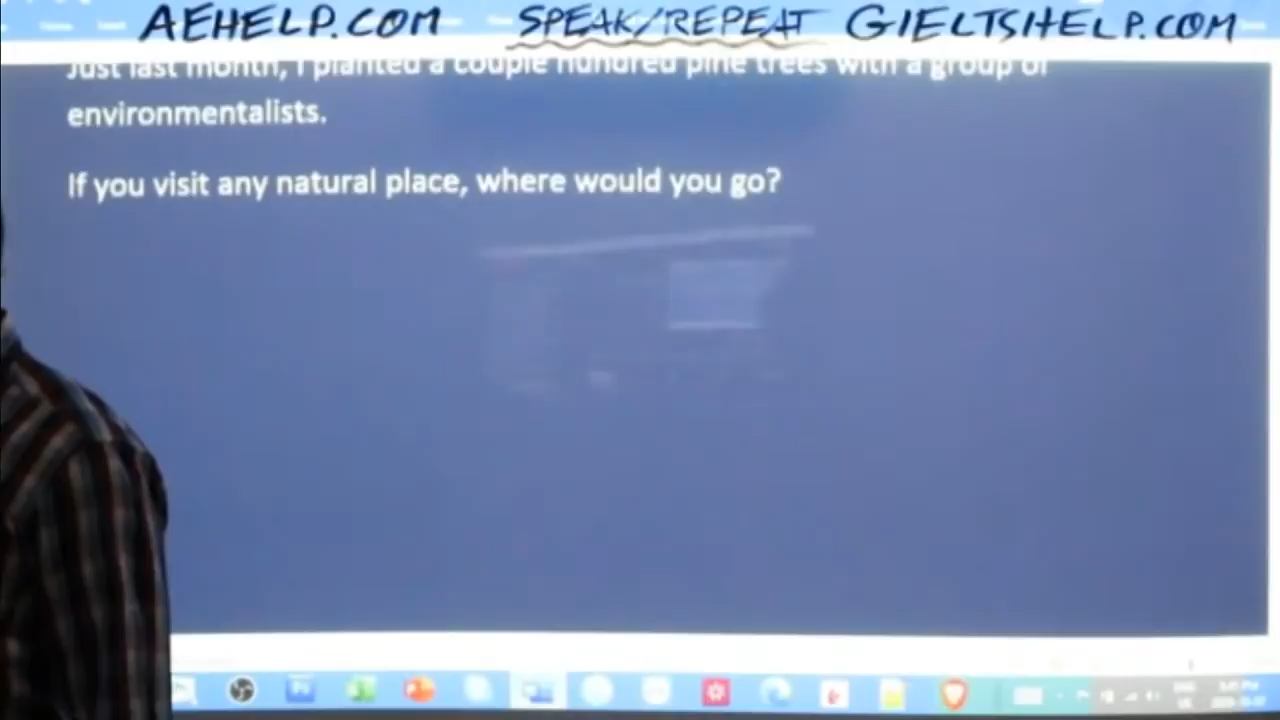 AEHELP.COM SPEAK/REPEAT GIELTSHELP.COM
Just last month, I planted a couple hundred pine trees with a group of
environmentalists.
If you visit any natural place, where would you go?